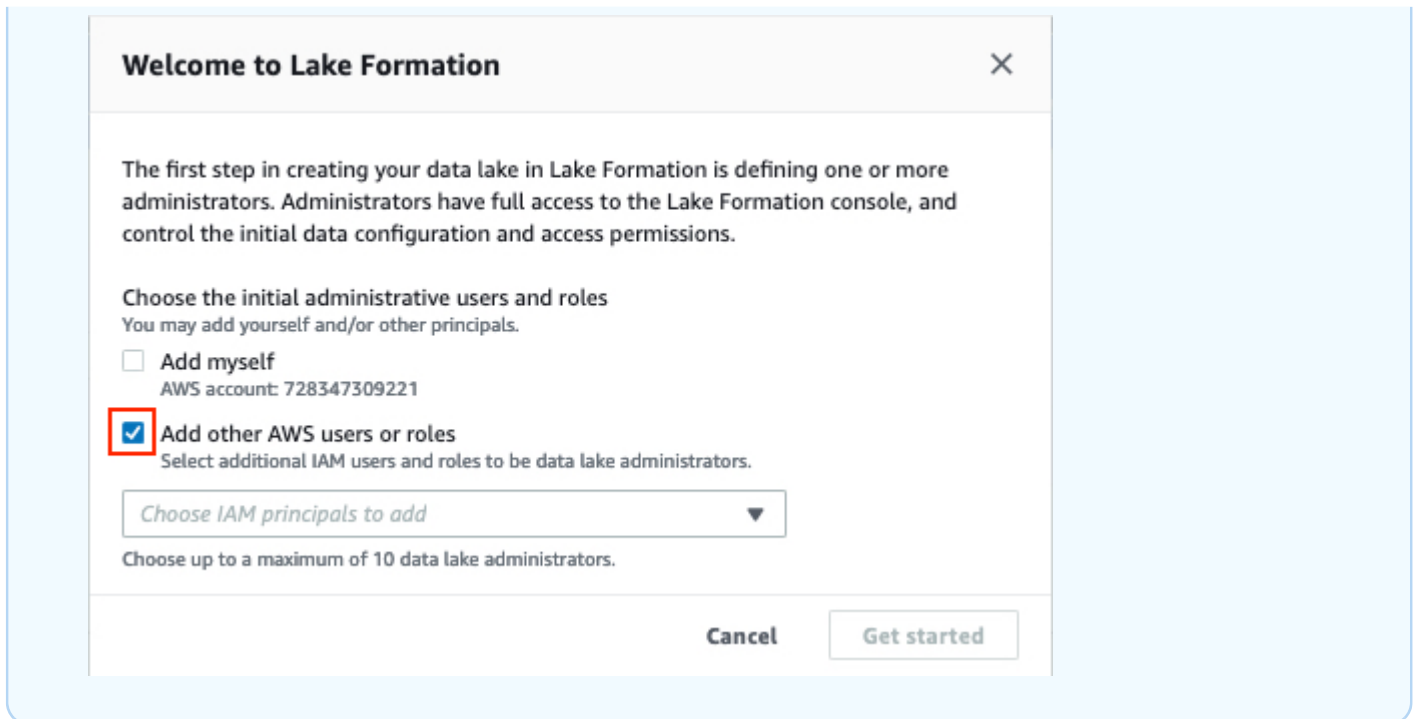 Welcome to Lake Formation
The first step in creating your data lake in Lake Formation is defining one or more
administrators. Administrators have full access to the Lake Formation console, and
control the initial data configuration and access permissions.
Choose the initial administrative users and roles
You may add yourself and/or other principals.
Add myself
AWS account: 728347309221
Add other AWS users or roles
Select additional IAM users and roles to be data lake administrators.
Choose IAM principals to add
Choose up to a maximum of 10 data lake administrators.
Cancel Get started